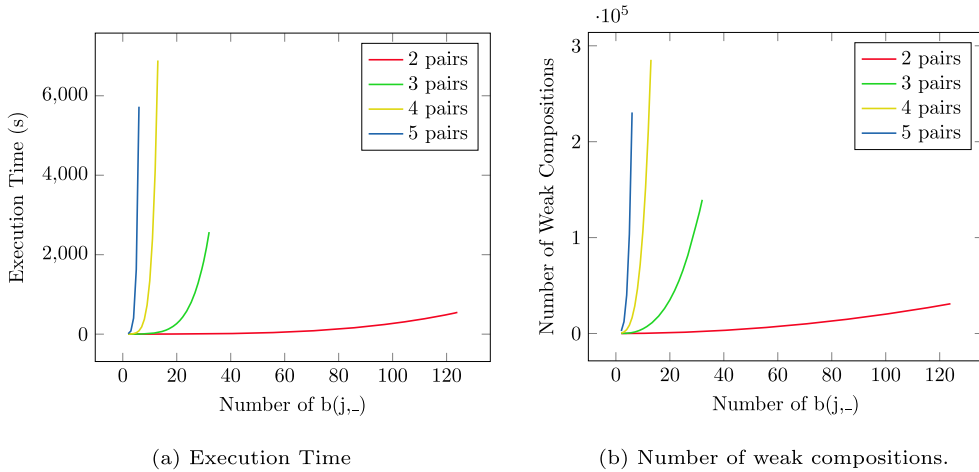 6,000
4,000
2,000
0
0
20
40
60
80
100
120
Execution Time (s)
Number of b(j,_)
2 pairs
3 pairs
4 pairs
5 pairs
(a) Execution Time
·10⁵
3
2
1
0
0
20
40
60
80
100
120
Number of Weak Compositions
Number of b(j,_)
2 pairs
3 pairs
4 pairs
5 pairs
(b) Number of weak compositions.